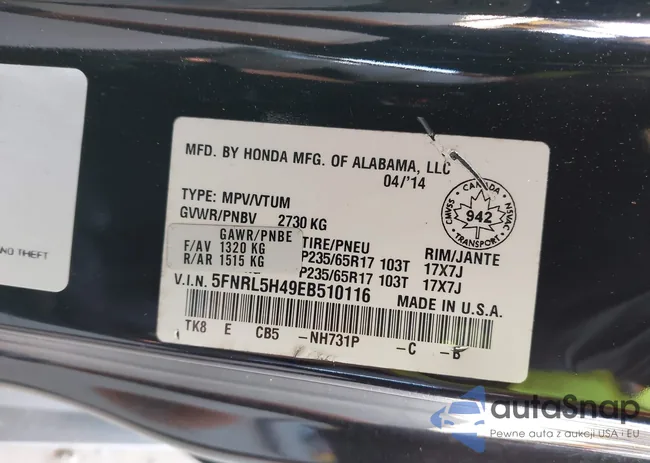 MFD. BY HONDA MFG. OF ALABAMA, LLC
04/'14
TYPE: MPV/VTUM
GVWR/PNBV 2730 KG
GAWR/PNBE TIRE/PNEU RIM/JANTE
F/AV 1320 KG P235/65R17 103T 17X7J
R/AR 1515 KG P235/65R17 103T 17X7J
V.I.N. 5FNRL5H49EB510116 MADE IN U.S.A.
TK8 E CB5 -NH731P -C -B
CANADA
CMVSS 942 NSVAC
TRANSPORT
THEFT
autoSnap
Pewne auta z aukcji USA i EU